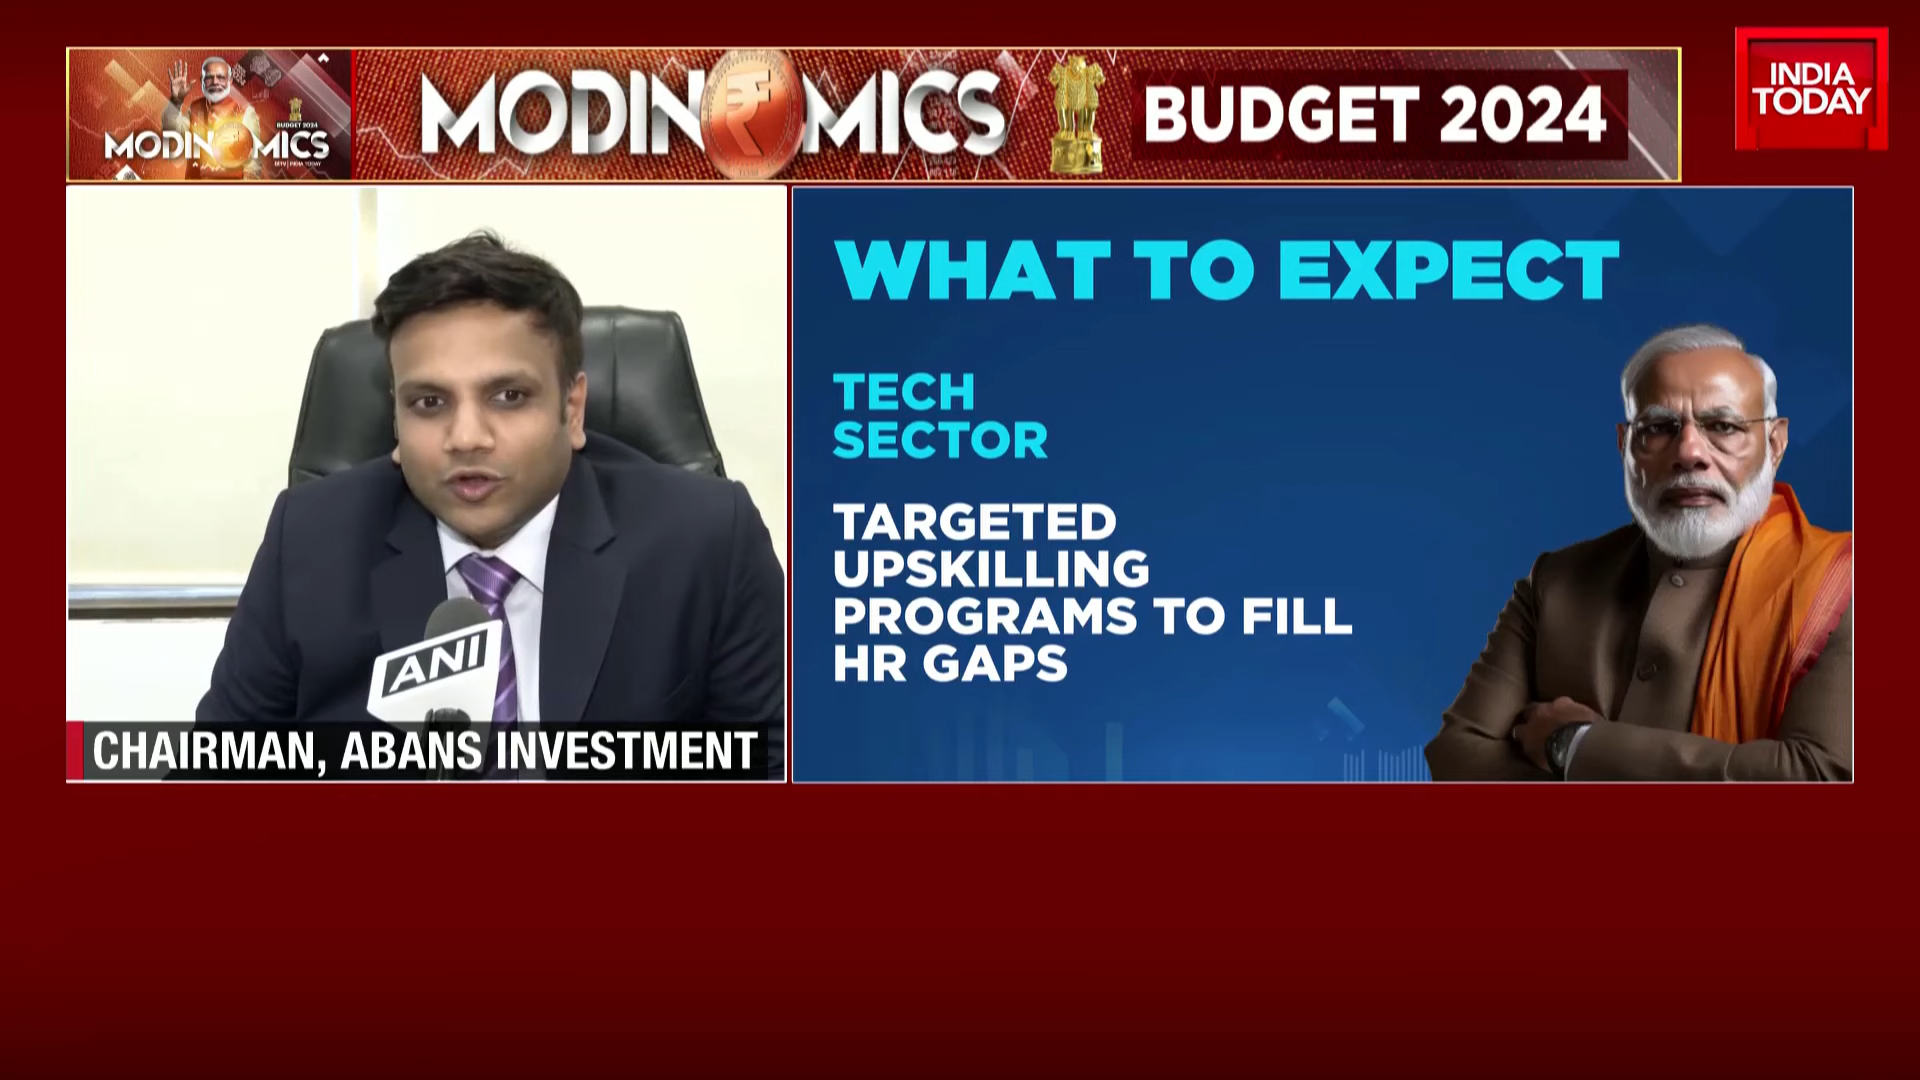 MODINOMICS
BUDGET 2024
INDIA
TODAY
BUDGET 2024
MODINOMICS
WHAT TO EXPECT
TECH
SECTOR
TARGETED
UPSKILLING
PROGRAMS TO FILL
HR GAPS
ANI
CHAIRMAN, ABANS INVESTMENT